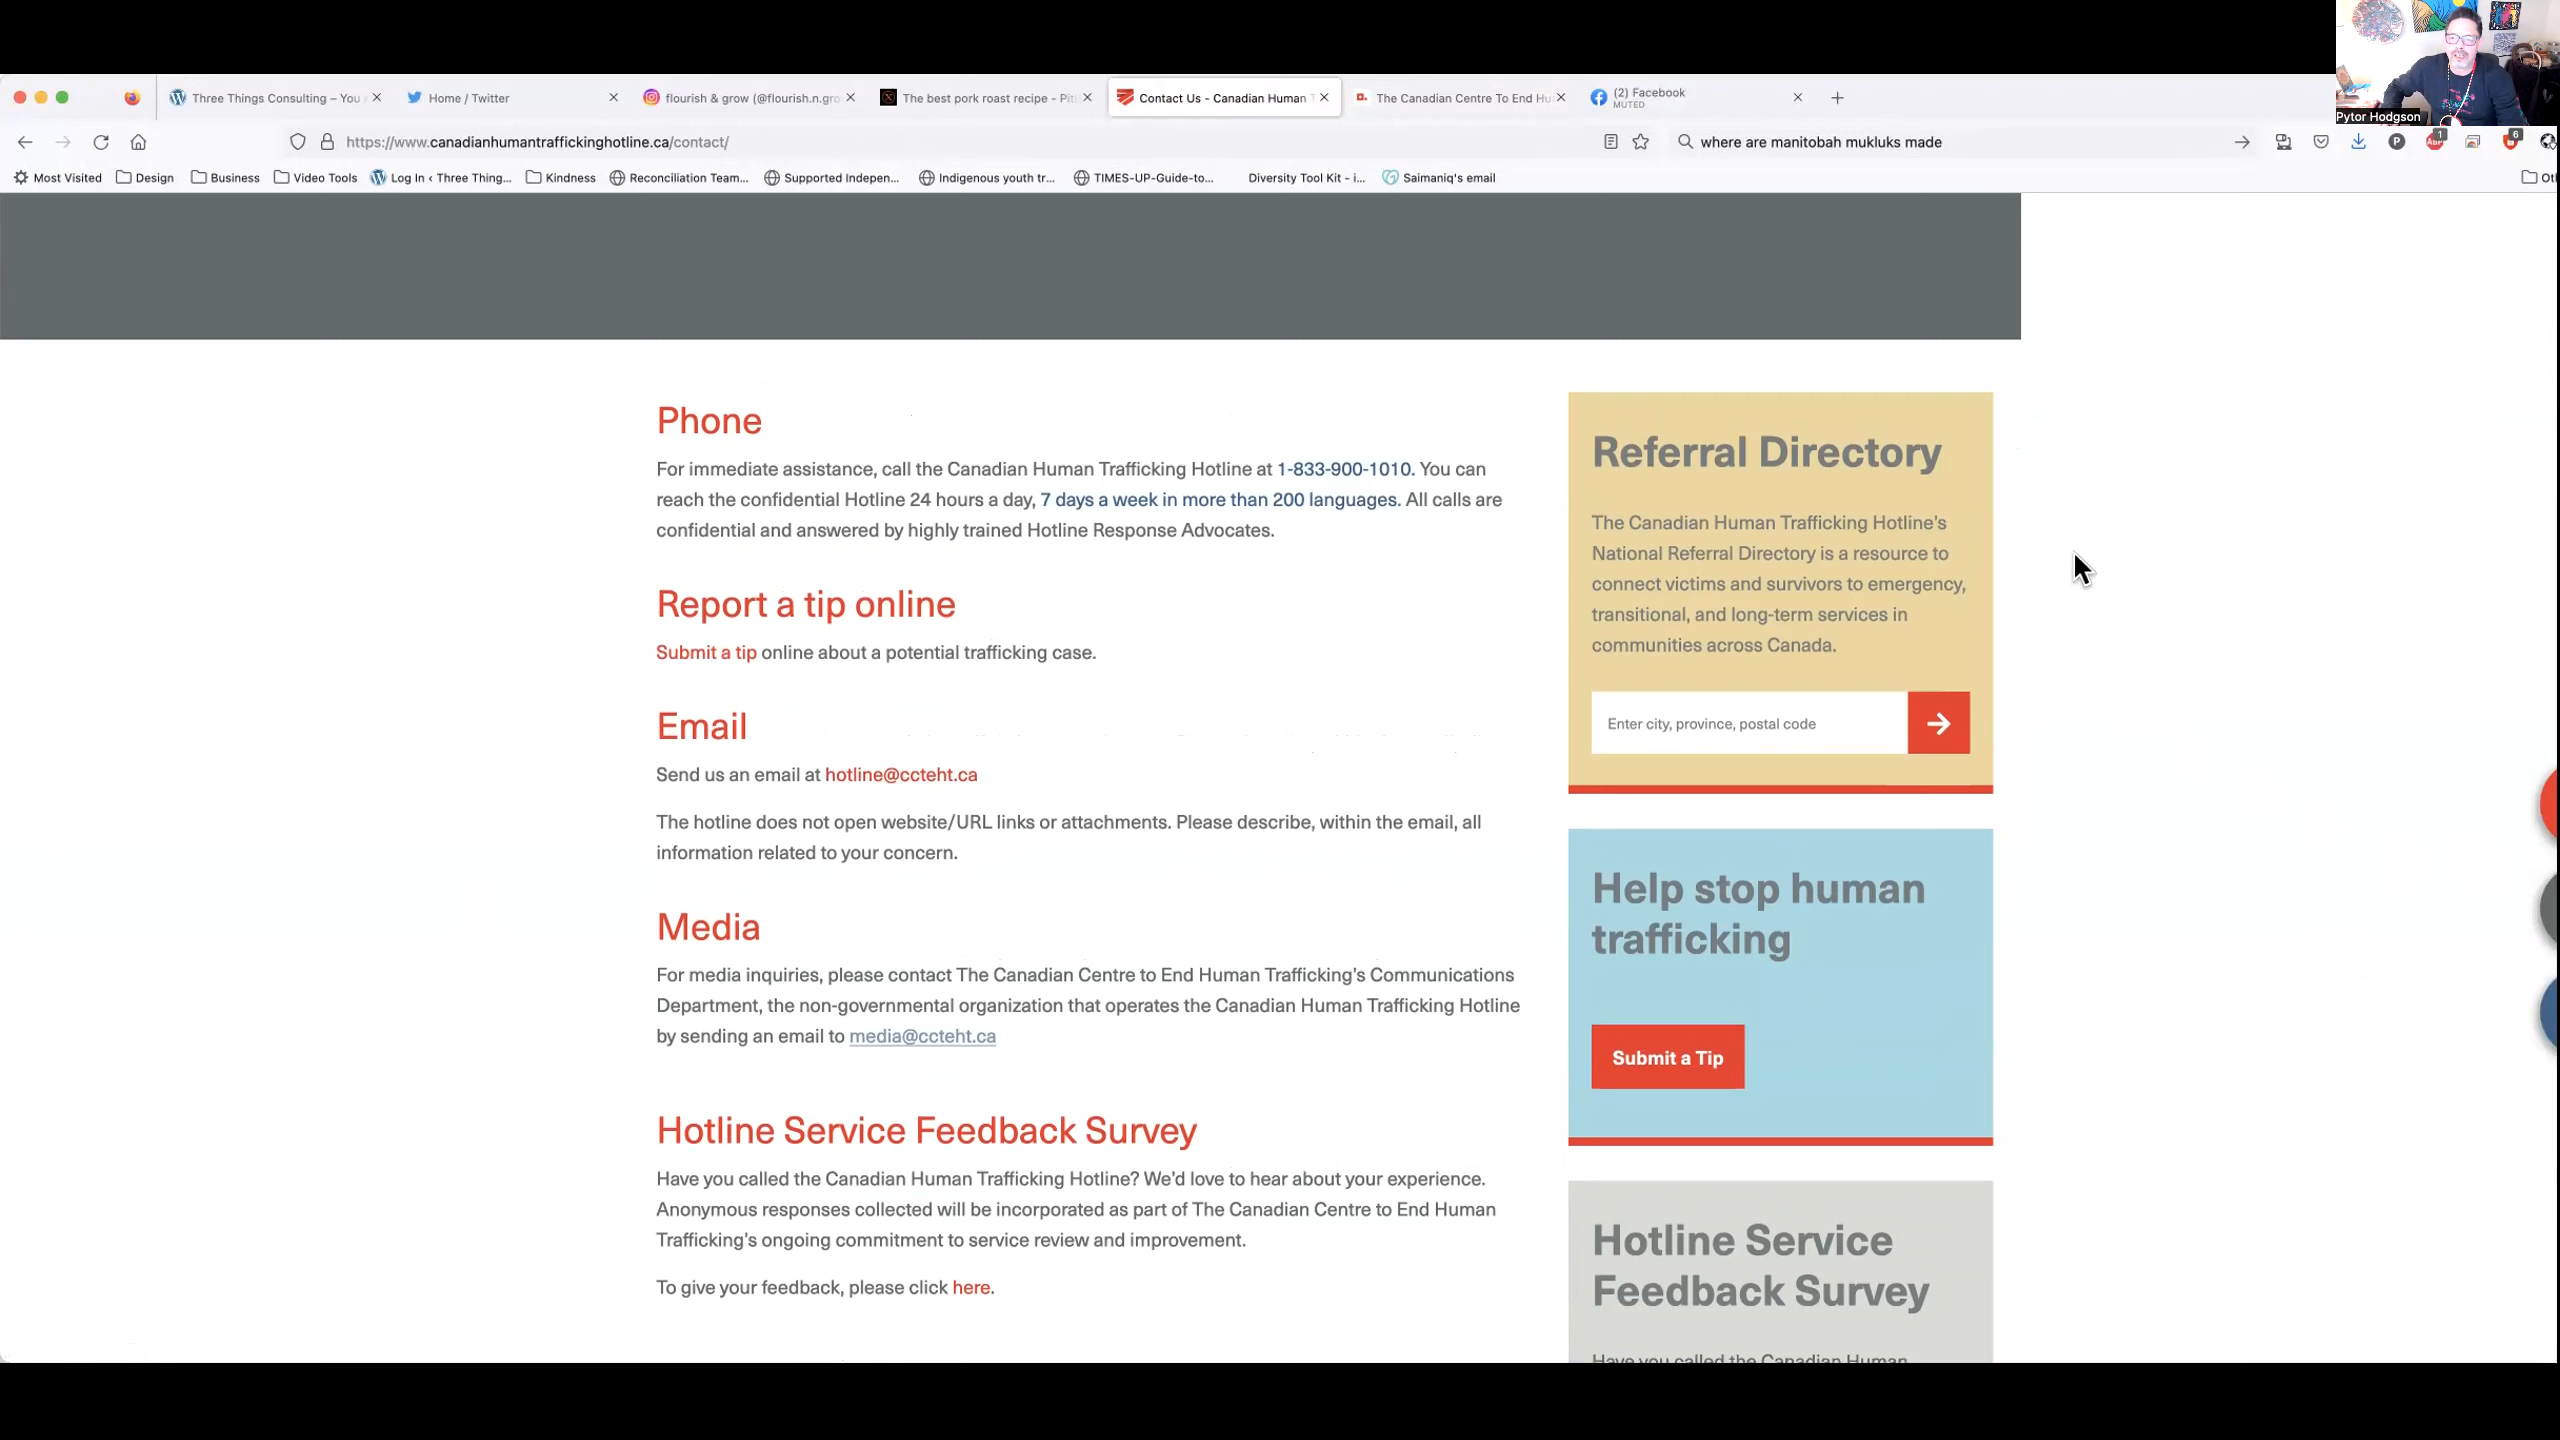 Pytor Hodgson
Three Things Consulting – You
Home / Twitter
flourish & grow (@flourish.n.gro
The best pork roast recipe - Pit
Contact Us - Canadian Human T
The Canadian Centre To End Hu
(2) Facebook
MUTED
https://www.canadianhumantraffickinghotline.ca/contact/
where are manitobah mukluks made
P
1
ABP
6
Most Visited
Design
Business
Video Tools
Log In ‹ Three Thing...
Kindness
Reconciliation Team...
Supported Indepen...
Indigenous youth tr...
TIMES-UP-Guide-to...
Diversity Tool Kit - i...
Saimaniq's email
Phone
For immediate assistance, call the Canadian Human Trafficking Hotline at 1-833-900-1010. You can
reach the confidential Hotline 24 hours a day, 7 days a week in more than 200 languages. All calls are
confidential and answered by highly trained Hotline Response Advocates.
Report a tip online
Submit a tip online about a potential trafficking case.
Email
Send us an email at hotline@ccteht.ca
The hotline does not open website/URL links or attachments. Please describe, within the email, all
information related to your concern.
Media
For media inquiries, please contact The Canadian Centre to End Human Trafficking’s Communications
Department, the non-governmental organization that operates the Canadian Human Trafficking Hotline
by sending an email to media@ccteht.ca
Hotline Service Feedback Survey
Have you called the Canadian Human Trafficking Hotline? We’d love to hear about your experience.
Anonymous responses collected will be incorporated as part of The Canadian Centre to End Human
Trafficking’s ongoing commitment to service review and improvement.
To give your feedback, please click here.
Referral Directory
The Canadian Human Trafficking Hotline’s
National Referral Directory is a resource to
connect victims and survivors to emergency,
transitional, and long-term services in
communities across Canada.
Enter city, province, postal code
Help stop human
trafficking
Submit a Tip
Hotline Service
Feedback Survey
Have you called the Canadian Human